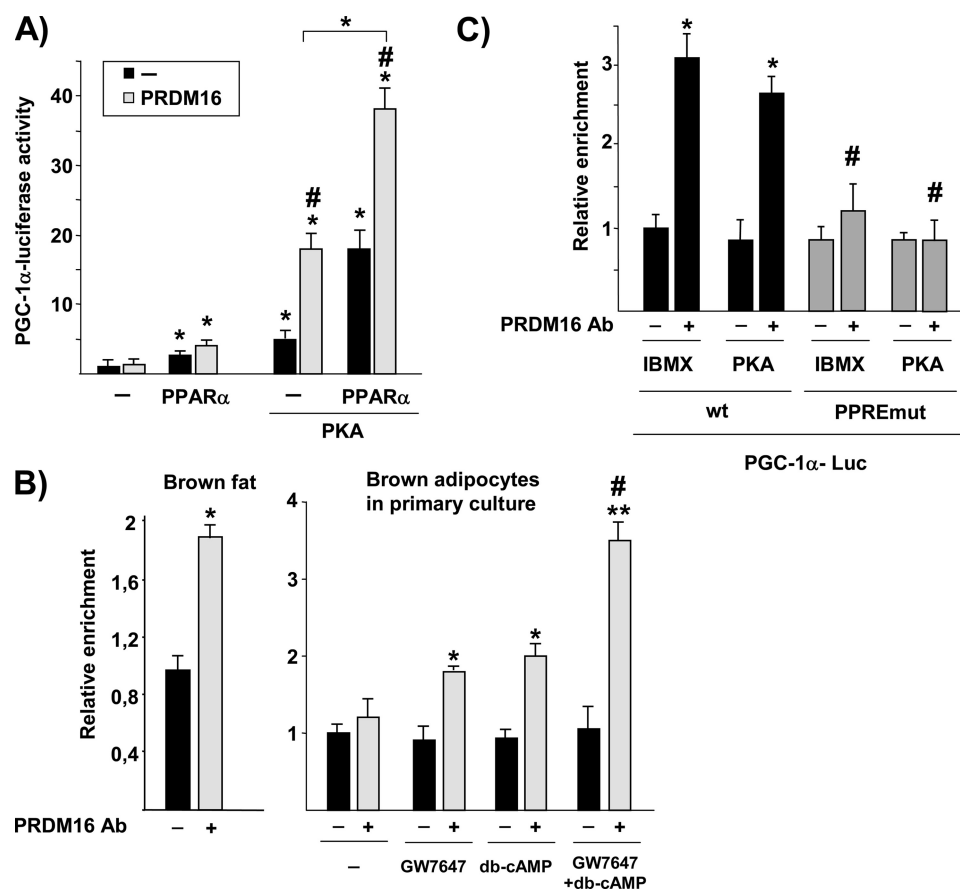 A)
*
#
*
–
PRDM16
PGC-1α-luciferase activity
40
30
20
10
#
*
*
*
*
*
–
PPARα
–
PPARα
PKA
C)
Relative enrichment
3
2
1
*
*
#
#
PRDM16 Ab
– + – + – + – +
IBMX PKA IBMX PKA
wt PPREmut
PGC-1α- Luc
B)
Brown fat
Relative enrichment
2
1,6
1,2
0,8
0,4
*
PRDM16 Ab – +
Brown adipocytes
in primary culture
4
3
2
1
*
*
#
**
– + – + – + – +
– GW7647 db-cAMP GW7647
+db-cAMP